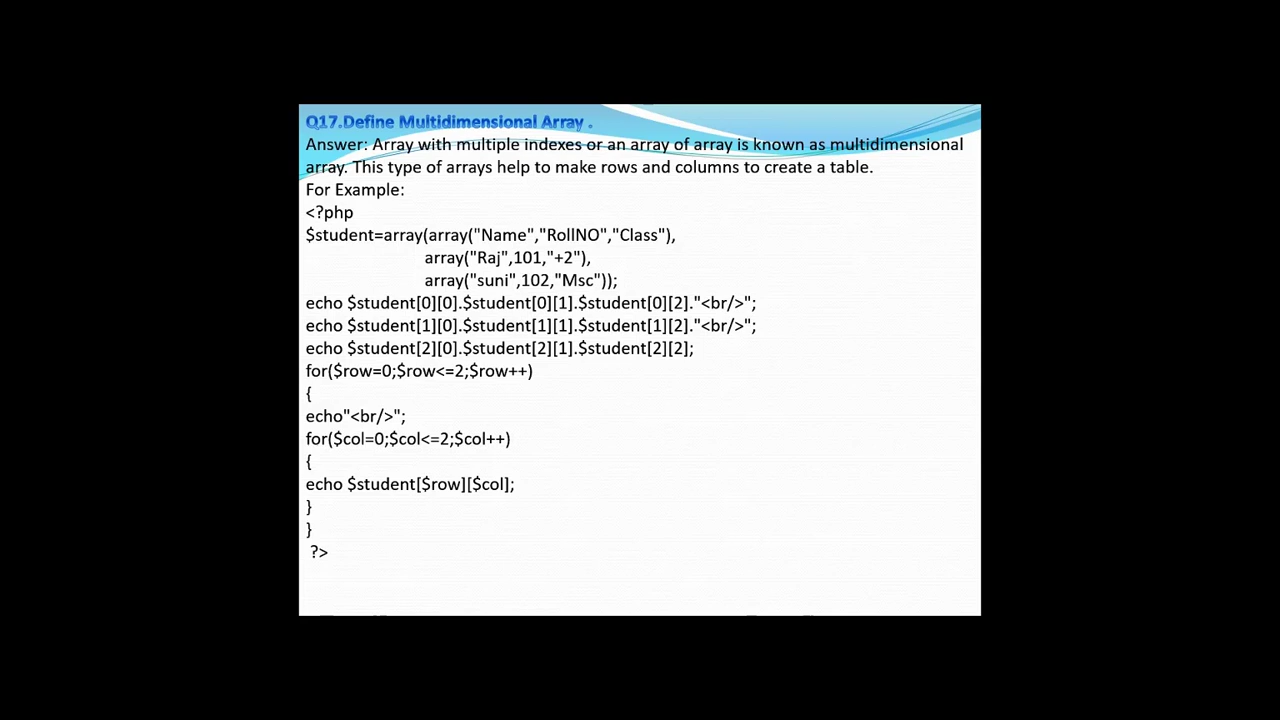 Q17.Define Multidimensional Array .
Answer: Array with multiple indexes or an array of array is known as multidimensional
array. This type of arrays help to make rows and columns to create a table.
For Example:
<?php
$student=array(array("Name","RollNO","Class"),
array("Raj",101,"+2"),
array("suni",102,"Msc"));
echo $student[0][0].$student[0][1].$student[0][2]."<br/>";
echo $student[1][0].$student[1][1].$student[1][2]."<br/>";
echo $student[2][0].$student[2][1].$student[2][2];
for($row=0;$row<=2;$row++)
{
echo"<br/>";
for($col=0;$col<=2;$col++)
{
echo $student[$row][$col];
}
}
?>